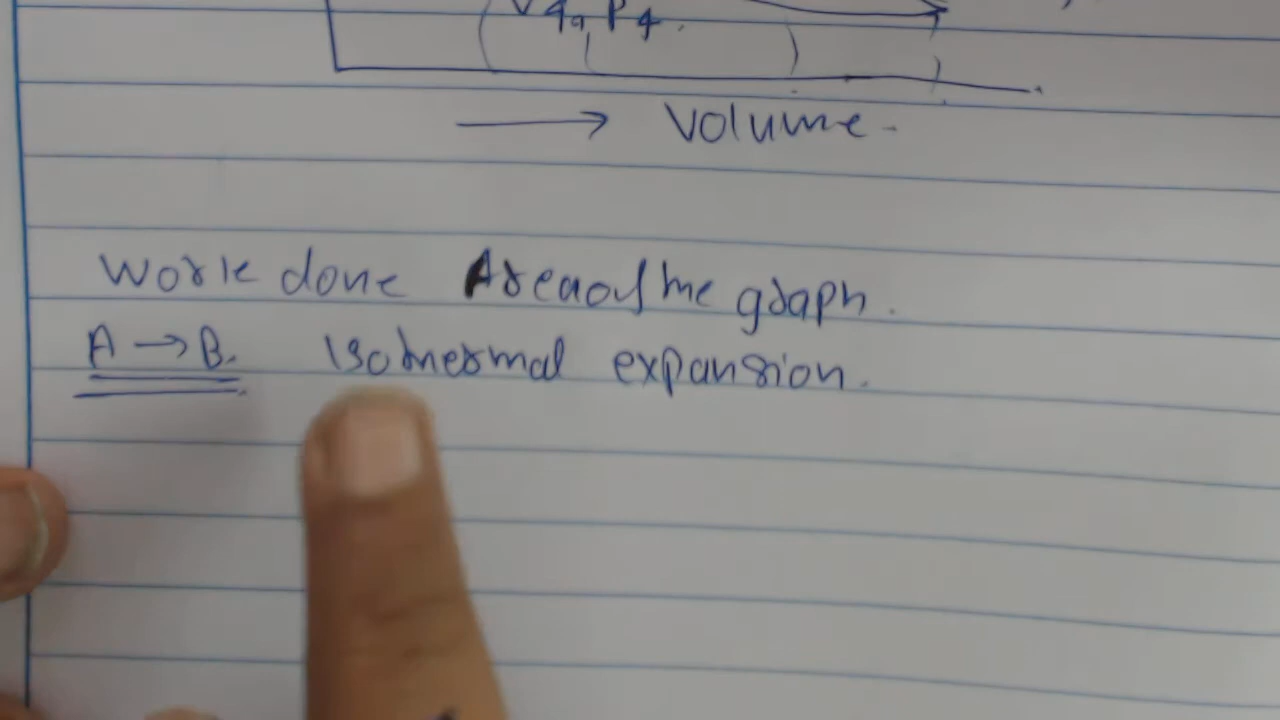 V4, P4.
→ Volume.
Work done Area of the graph.
A → B. Isothermal expansion.